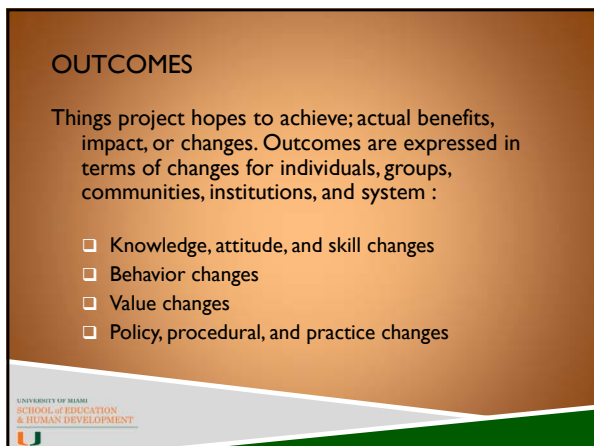 OUTCOMES
Things project hopes to achieve; actual benefits,
impact, or changes. Outcomes are expressed in
terms of changes for individuals, groups,
communities, institutions, and system :
❑ Knowledge, attitude, and skill changes
❑ Behavior changes
❑ Value changes
❑ Policy, procedural, and practice changes
UNIVERSITY OF MIAMI
SCHOOL of EDUCATION
& HUMAN DEVELOPMENT
U